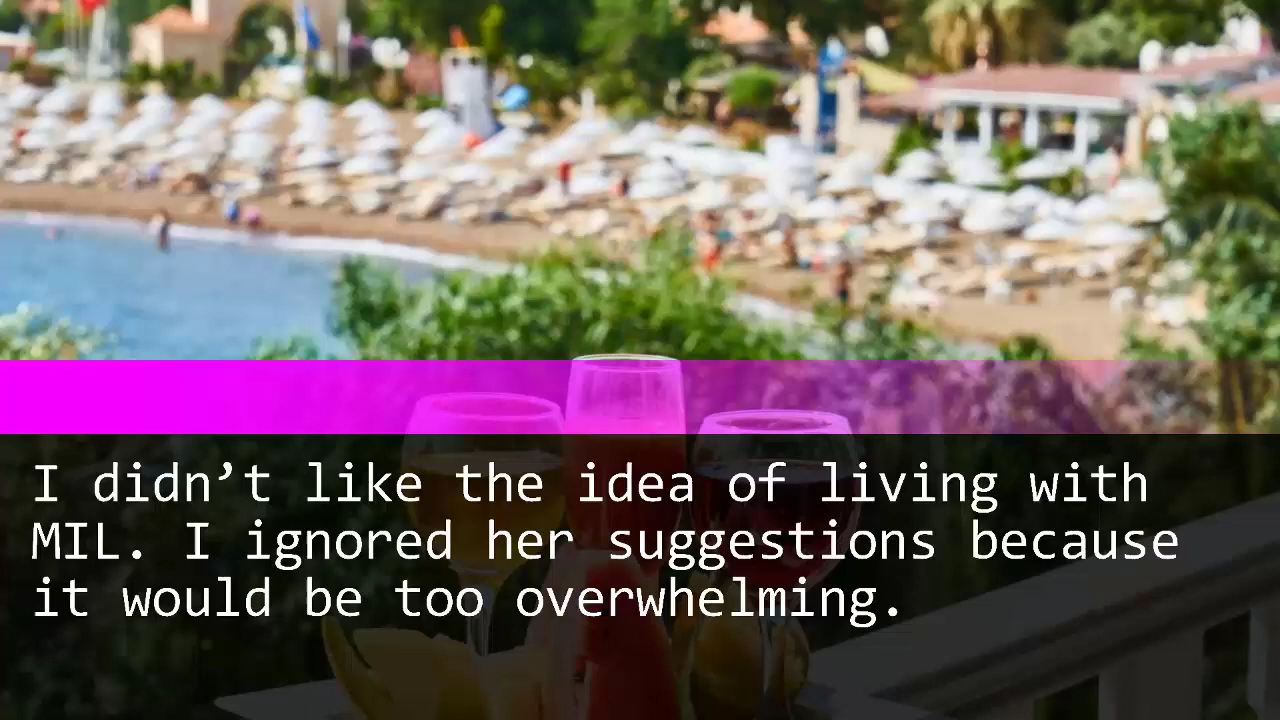 I didn’t like the idea of living with
MIL. I ignored her suggestions because
it would be too overwhelming.